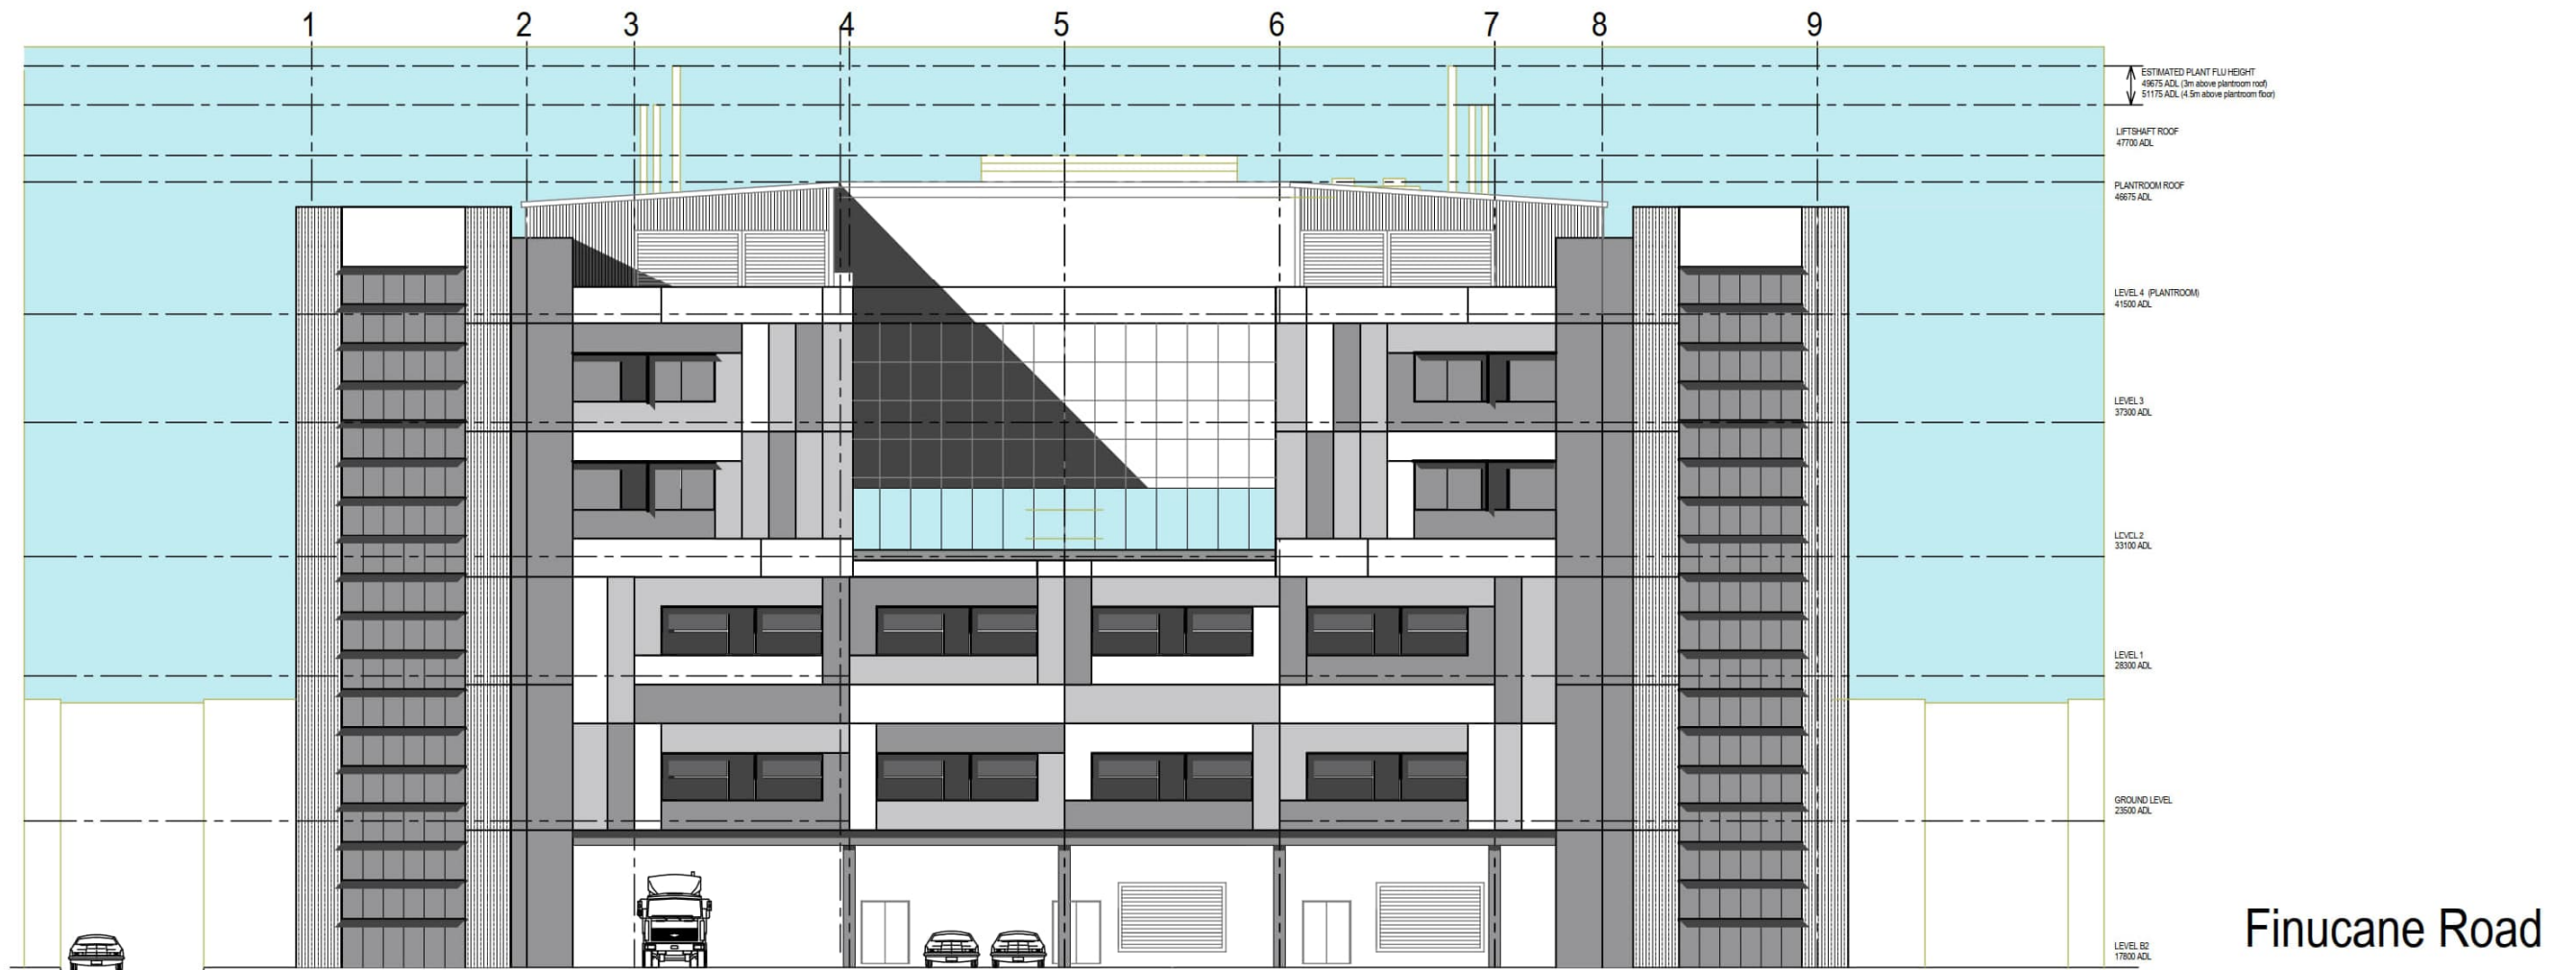 1 2 3 4 5 6 7 8 9
ESTIMATED PLANT FLU HEIGHT
49675 ADL (3m above plantroom roof)
51175 ADL (4.5m above plantroom floor)
LIFTSHAFT ROOF
47700 ADL
PLANTROOM ROOF
46675 ADL
LEVEL 4 (PLANTROOM)
41500 ADL
LEVEL 3
37300 ADL
LEVEL 2
33100 ADL
LEVEL 1
28300 ADL
GROUND LEVEL
23500 ADL
LEVEL B2
17800 ADL
Finucane Road